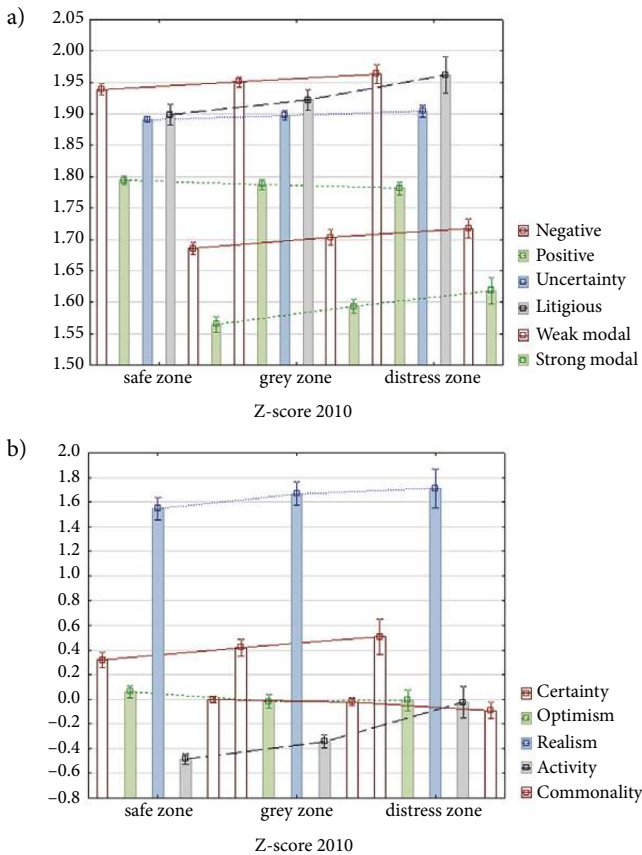 a)
2.05
2.00
1.95
1.90
1.85
1.80
1.75
1.70
1.65
1.60
1.55
1.50
safe zone grey zone distress zone
Z-score 2010
Negative
Positive
Uncertainty
Litigious
Weak modal
Strong modal
b)
2.0
1.8
1.6
1.4
1.2
1.0
0.8
0.6
0.4
0.2
0.0
−0.2
−0.4
−0.6
−0.8
safe zone grey zone distress zone
Z-score 2010
Certainty
Optimism
Realism
Activity
Commonality